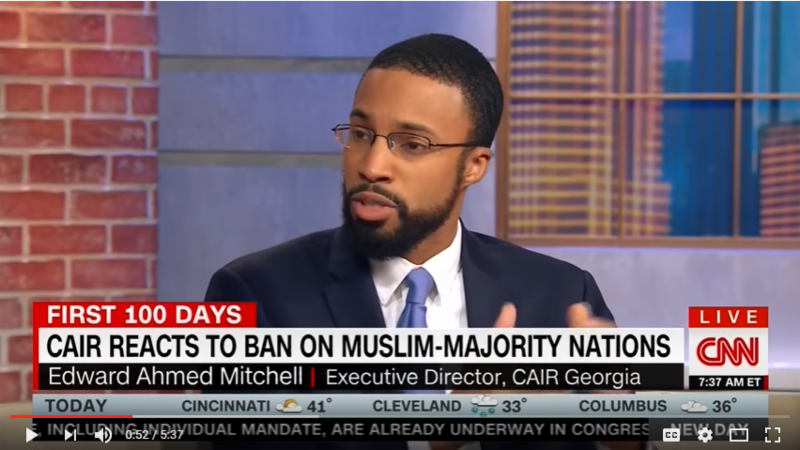 FIRST 100 DAYS
CAIR REACTS TO BAN ON MUSLIM-MAJORITY NATIONS
Edward Ahmed Mitchell | Executive Director, CAIR Georgia
LIVE
CNN
7:37 AM ET
TODAY CINCINNATI 41° CLEVELAND 33° COLUMBUS 36°
E, INCLUDING INDIVIDUAL MANDATE, ARE ALREADY UNDERWAY IN CONGRES NEW DAY
0:52 / 5:37
CC